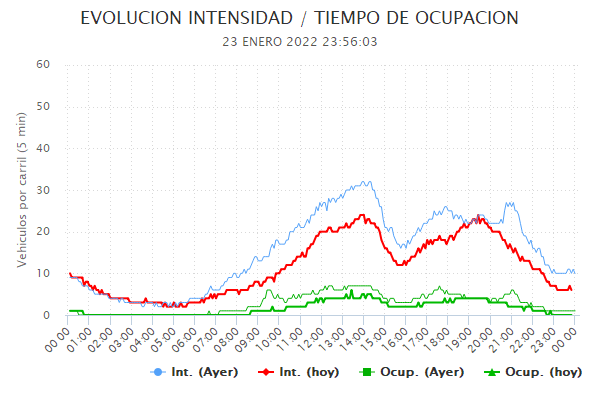 EVOLUCION INTENSIDAD / TIEMPO DE OCUPACION
23 ENERO 2022 23:56:03
Vehiculos por carril (5 min)
60
50
40
30
20
10
0
00:00 01:00 02:00 03:00 04:00 05:00 06:00 07:00 08:00 09:00 10:00 11:00 12:00 13:00 14:00 15:00 16:00 17:00 18:00 19:00 20:00 21:00 22:00 23:00 00:00
Int. (Ayer) Int. (hoy) Ocup. (Ayer) Ocup. (hoy)